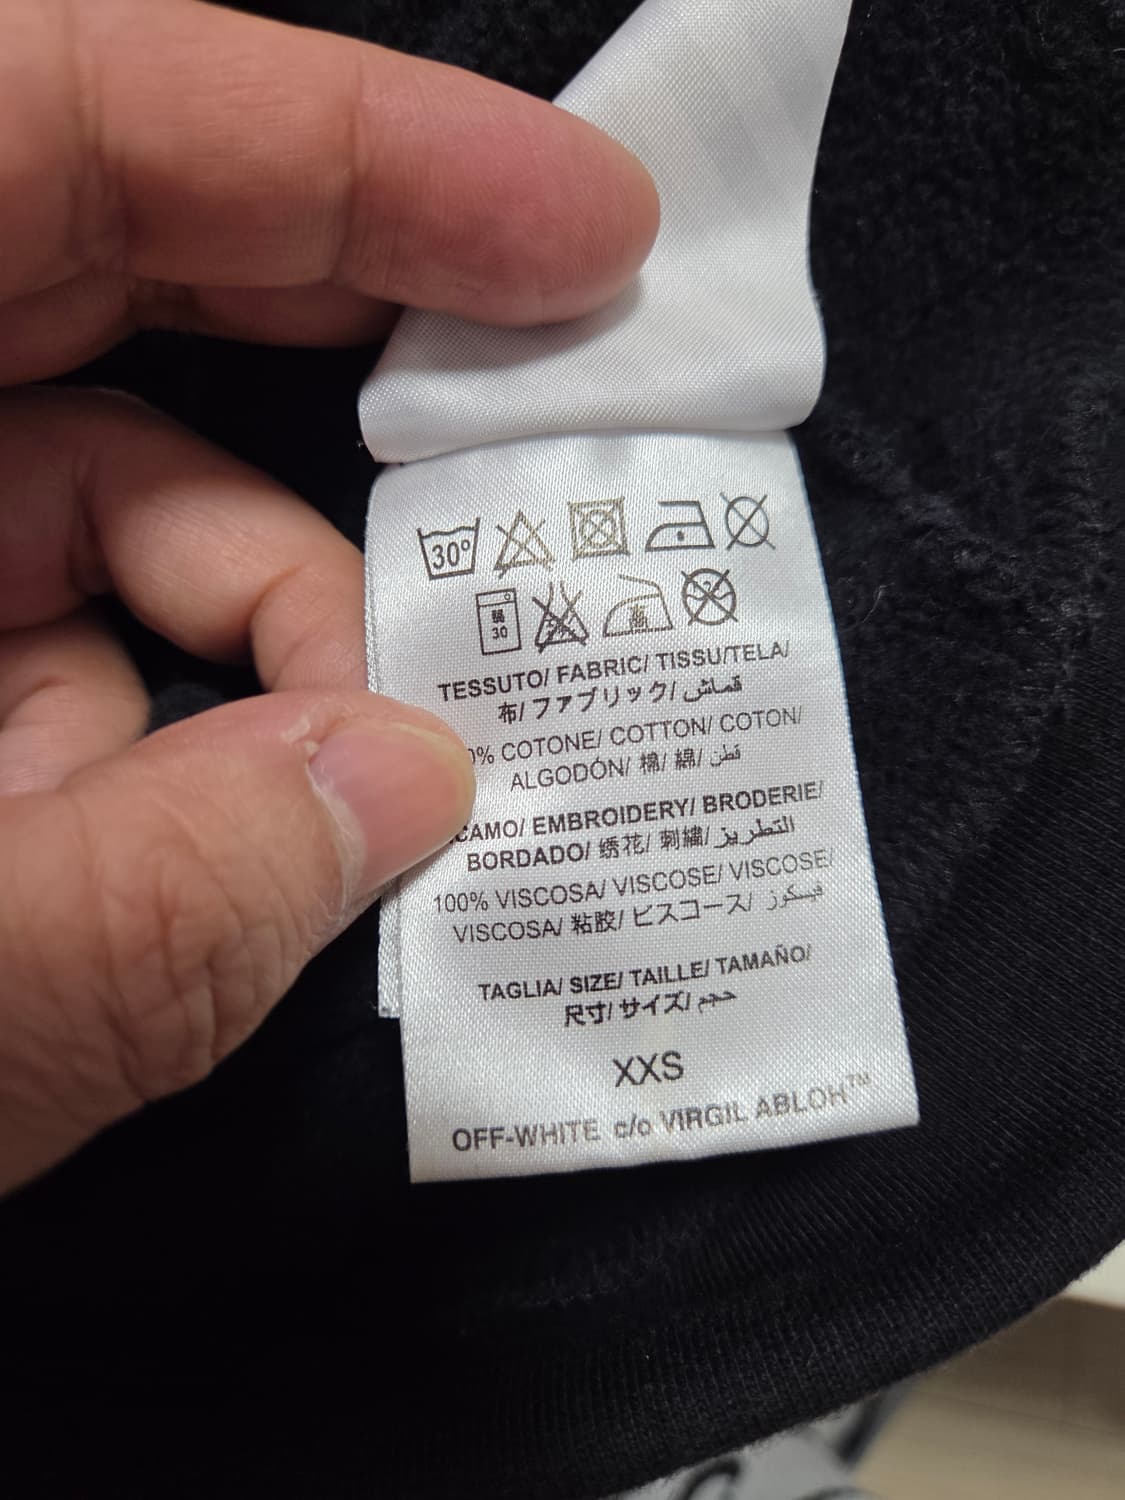 30°
弱
30
TESSUTO/ FABRIC/ TISSU/TELA/
布/ ファブリック/ قماش/
% COTONE/ COTTON/ COTON/
ALGODÓN/ 棉/ 綿/ قطن/
CAMO/ EMBROIDERY/ BRODERIE/
BORDADO/ 绣花/ 刺繍/ التطريز/
100% VISCOSA/ VISCOSE/ VISCOSE/
VISCOSA/ 粘胶/ ビスコース/ فيسكوز/
TAGLIA/ SIZE/ TAILLE/ TAMAÑO/
尺寸/ サイズ/ حجم/
XXS
OFF-WHITE c/o VIRGIL ABLOH™